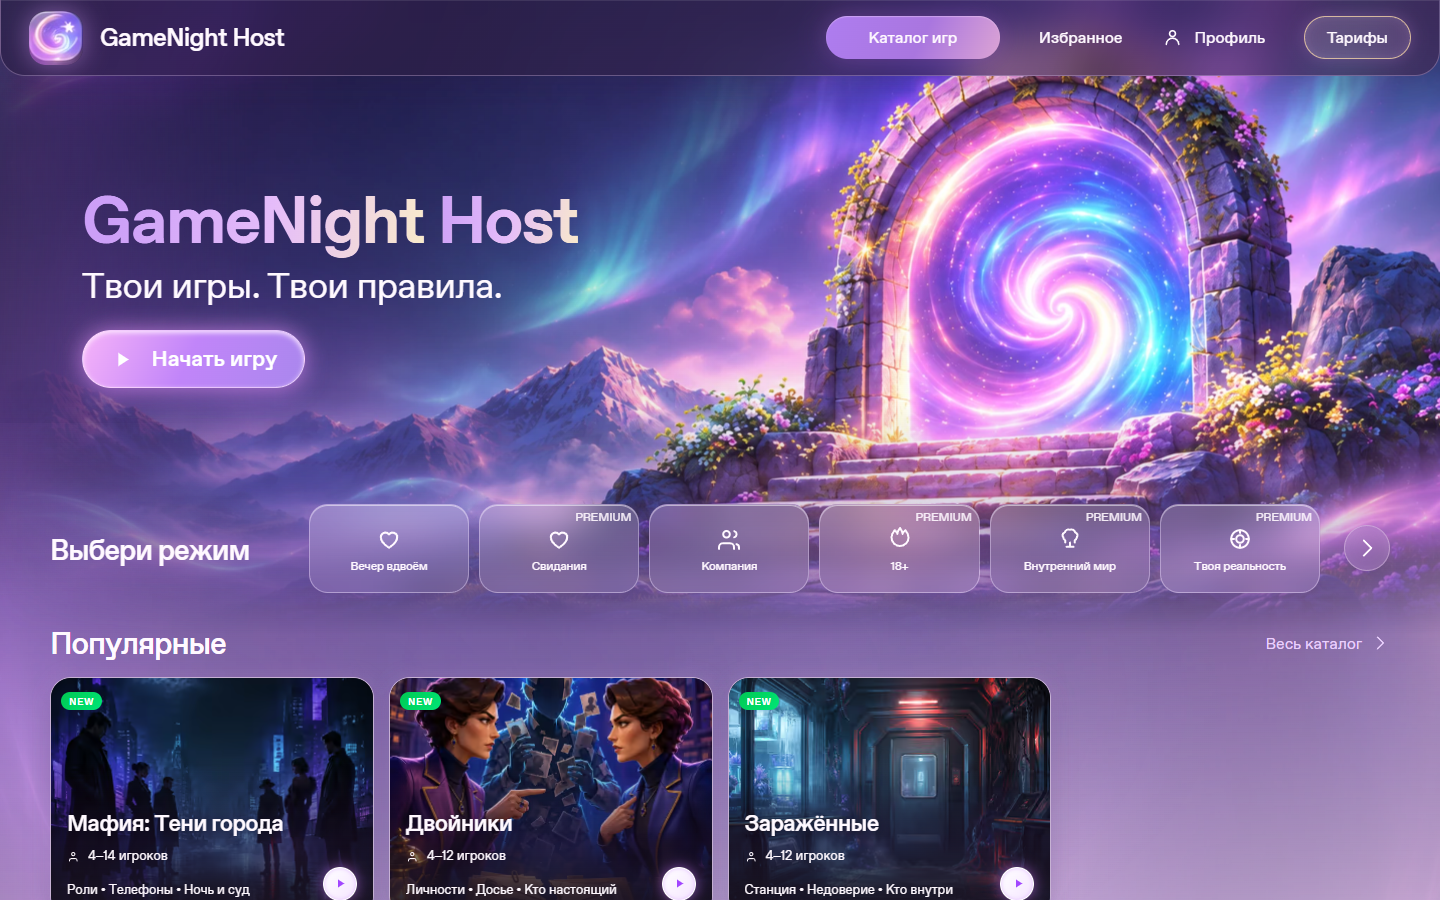 GameNight Host
Каталог игр
Избранное
Профиль
Тарифы
GameNight Host
Твои игры. Твои правила.
Начать игру
Выбери режим
Вечер вдвоём
PREMIUM
Свидания
Компания
PREMIUM
18+
PREMIUM
Внутренний мир
PREMIUM
Твоя реальность
Популярные
Весь каталог
NEW
Мафия: Тени города
4–14 игроков
Роли • Телефоны • Ночь и суд
NEW
Двойники
4–12 игроков
Личности • Досье • Кто настоящий
NEW
Заражённые
4–12 игроков
Станция • Недоверие • Кто внутри